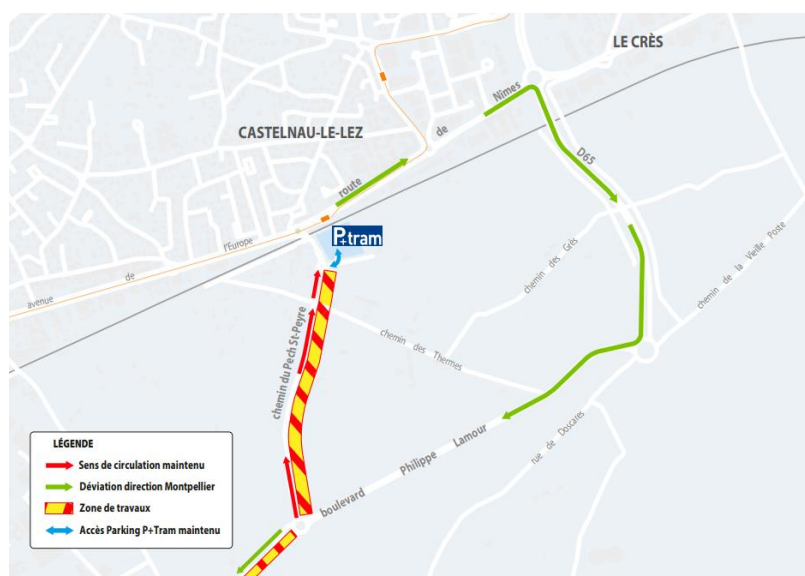 LE CRÈS
CASTELNAU-LE-LEZ
route de Nîmes
D65
P+tram
avenue de l'Europe
chemin des Grès
chemin de la Vieille Poste
chemin du Pech St-Peyre
chemin des Thermes
boulevard Philippe Lamour
rue de Doscares
LÉGENDE
Sens de circulation maintenu
Déviation direction Montpellier
Zone de travaux
Accès Parking P+Tram maintenu